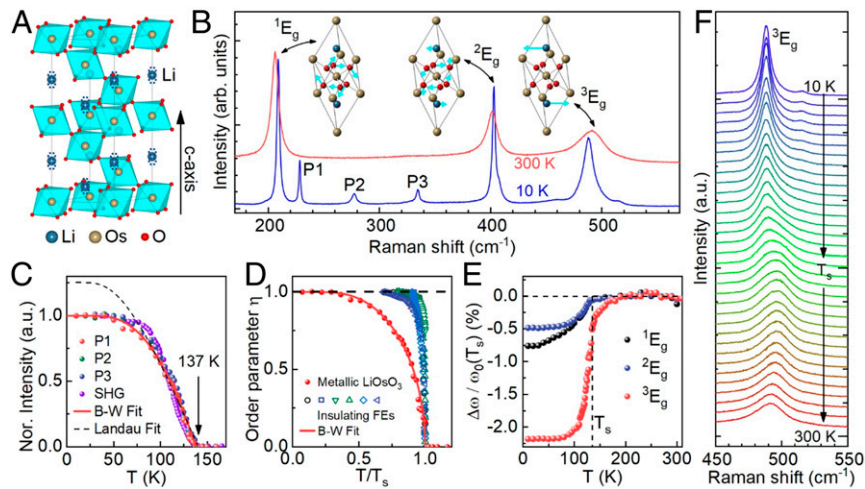 A
Li
c-axis
Li Os O
B
Intensity (arb. units)
¹Eg
²Eg
³Eg
P1
P2
P3
300 K
10 K
200 300 400 500
Raman shift (cm⁻¹)
C
Nor. Intensity (a.u.)
1.0
0.5
0.0
137 K
P1
P2
P3
SHG
B-W Fit
Landau Fit
0 50 100 150
T (K)
D
Order parameter η
1.0
0.5
0.0
Metallic LiOsO₃
Insulating FEs
B-W Fit
0.0 0.5 1.0
T/Tₛ
E
Δω / ω₀(Tₛ) (%)
0.0
-0.5
-1.0
-1.5
-2.0
¹Eg
²Eg
³Eg
Tₛ
0 100 200 300
T (K)
F
Intensity (a.u.)
³Eg
10 K
Tₛ
300 K
450 500 550
Raman shift (cm⁻¹)